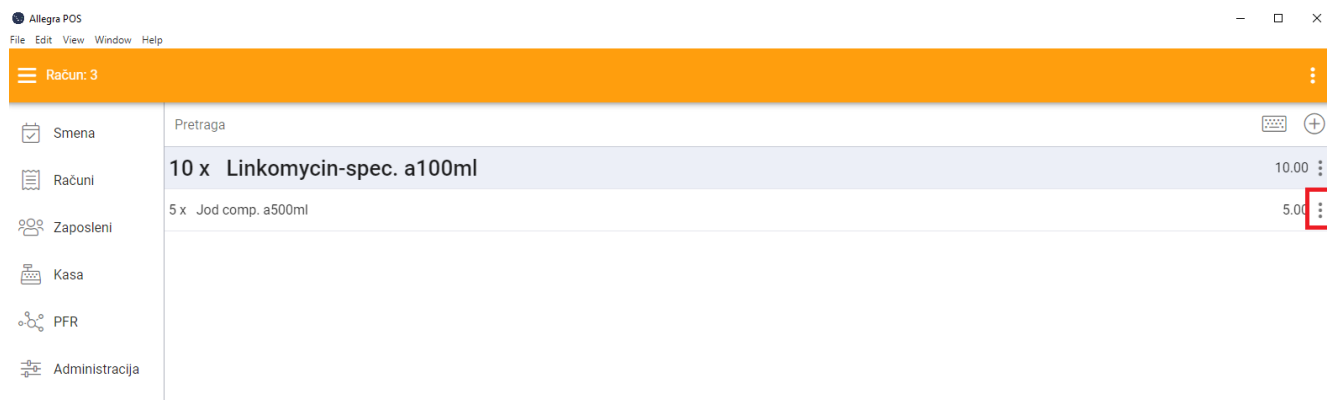 Allegra POS
File Edit View Window Help
Račun: 3
Smena
Računi
Zaposleni
Kasa
PFR
Administracija
Pretraga
10 x Linkomycin-spec. a100ml 10.00
5 x Jod comp. a500ml 5.00